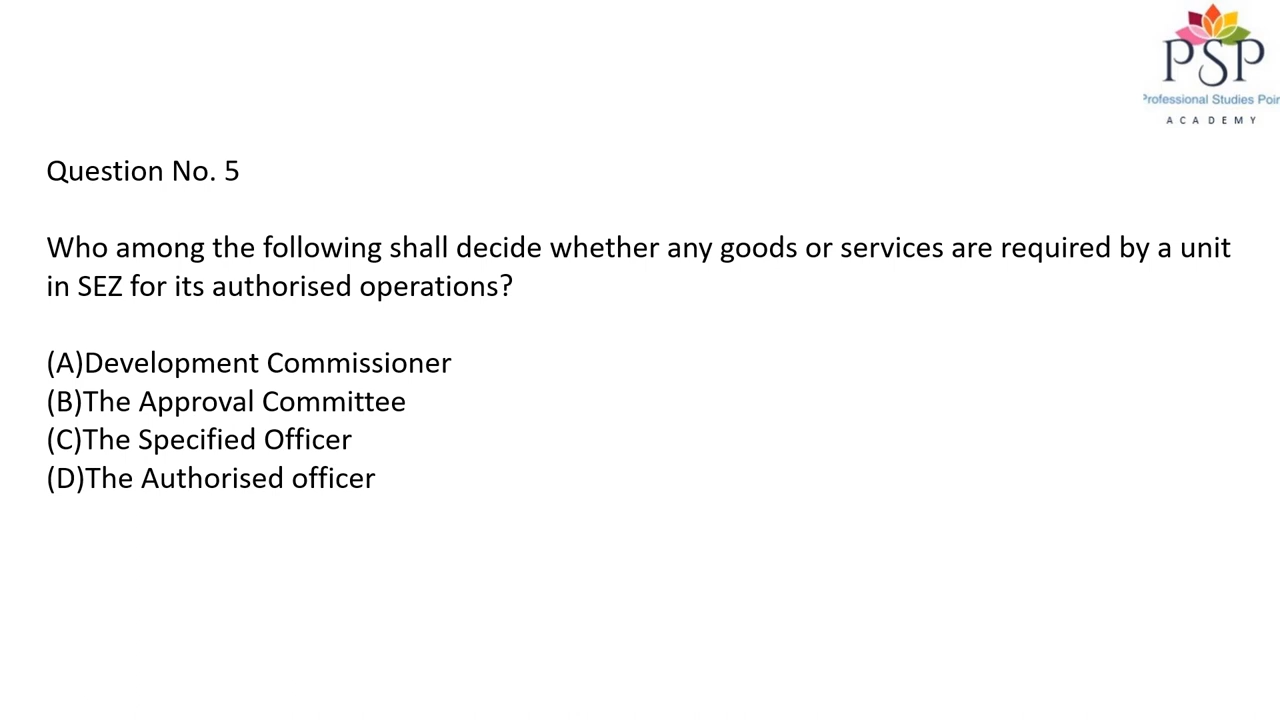 PSP
Professional Studies Poin
ACADEMY
Question No. 5
Who among the following shall decide whether any goods or services are required by a unit
in SEZ for its authorised operations?
(A)Development Commissioner
(B)The Approval Committee
(C)The Specified Officer
(D)The Authorised officer